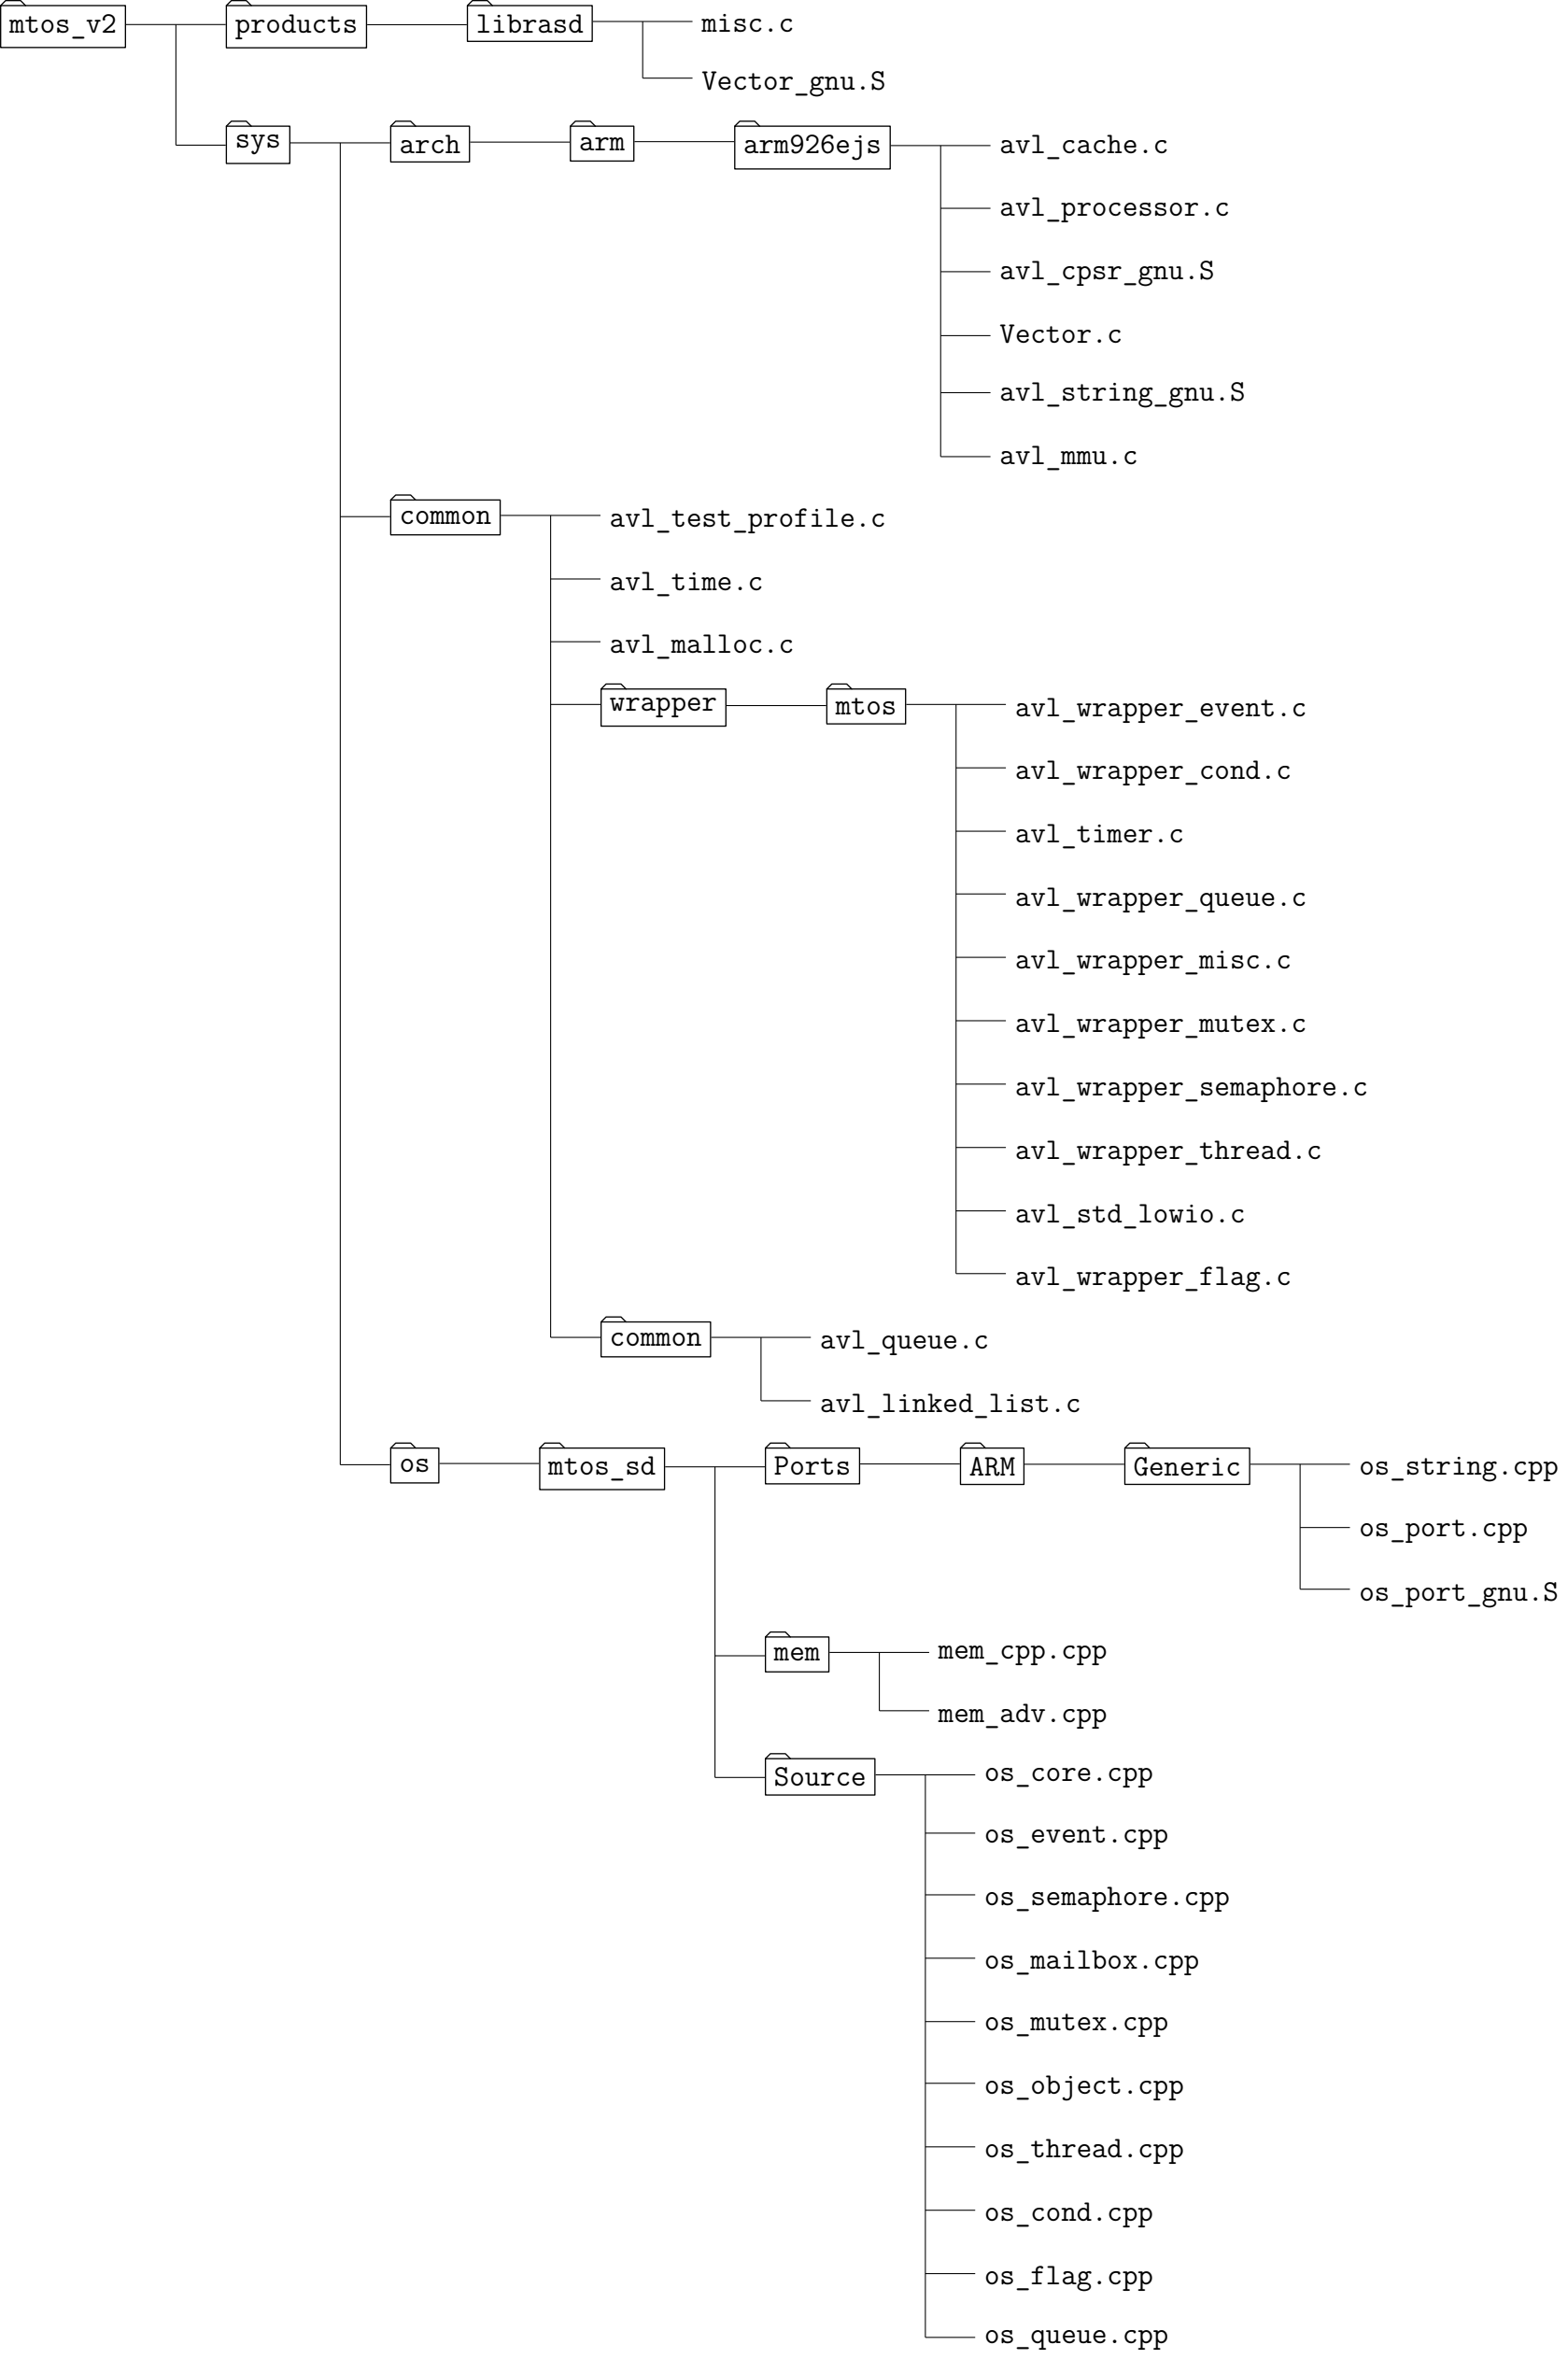 mtos_v2 products librasd misc.c
Vector_gnu.S
sys arch arm arm926ejs avl_cache.c
avl_processor.c
avl_cpsr_gnu.S
Vector.c
avl_string_gnu.S
avl_mmu.c
common avl_test_profile.c
avl_time.c
avl_malloc.c
wrapper mtos avl_wrapper_event.c
avl_wrapper_cond.c
avl_timer.c
avl_wrapper_queue.c
avl_wrapper_misc.c
avl_wrapper_mutex.c
avl_wrapper_semaphore.c
avl_wrapper_thread.c
avl_std_lowio.c
avl_wrapper_flag.c
common avl_queue.c
avl_linked_list.c
os mtos_sd Ports ARM Generic os_string.cpp
os_port.cpp
os_port_gnu.S
mem mem_cpp.cpp
mem_adv.cpp
Source os_core.cpp
os_event.cpp
os_semaphore.cpp
os_mailbox.cpp
os_mutex.cpp
os_object.cpp
os_thread.cpp
os_cond.cpp
os_flag.cpp
os_queue.cpp